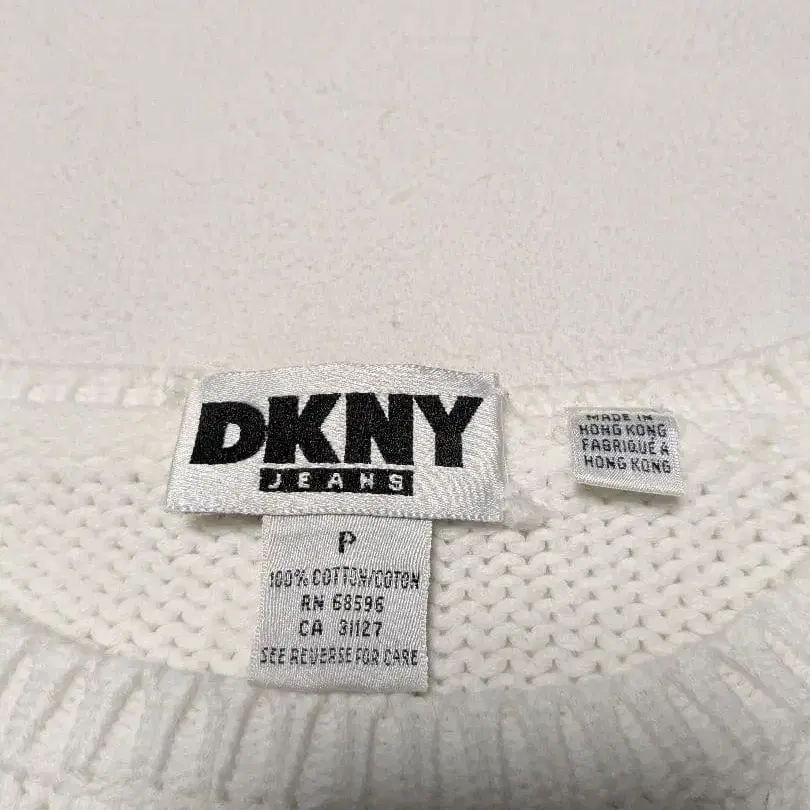 DKNY
JEANS
P
100% COTTON/COTON
RN 68596
CA 31127
SEE REVERSE FOR CARE
MADE IN
HONG KONG
FABRIQUÉ A
HONG KONG